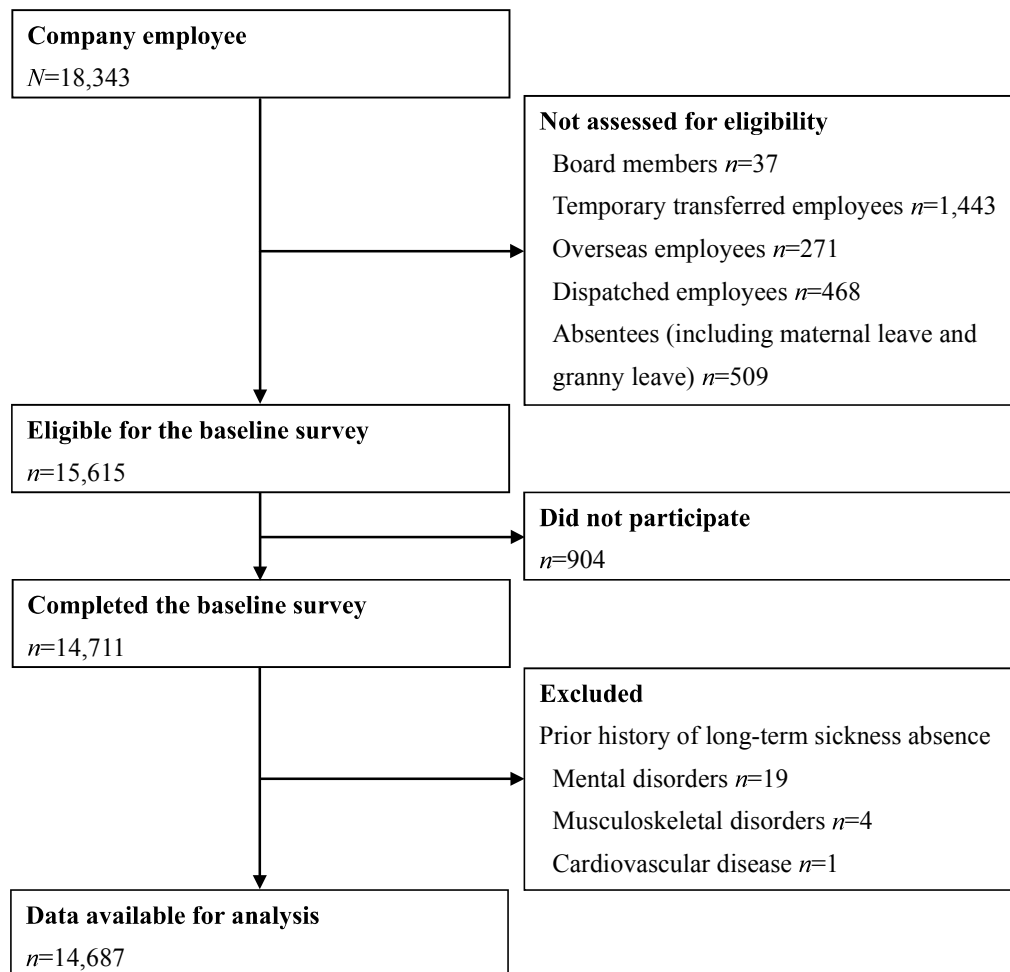 Company employee
N=18,343
Not assessed for eligibility
Board members n=37
Temporary transferred employees n=1,443
Overseas employees n=271
Dispatched employees n=468
Absentees (including maternal leave and
granny leave) n=509
Eligible for the baseline survey
n=15,615
Did not participate
n=904
Completed the baseline survey
n=14,711
Excluded
Prior history of long-term sickness absence
Mental disorders n=19
Musculoskeletal disorders n=4
Cardiovascular disease n=1
Data available for analysis
n=14,687